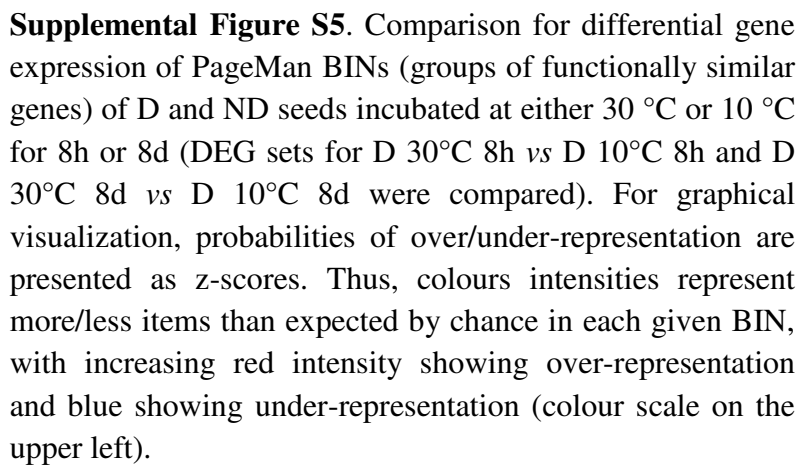 Supplemental Figure S5. Comparison for differential gene
expression of PageMan BINs (groups of functionally similar
genes) of D and ND seeds incubated at either 30 °C or 10 °C
for 8h or 8d (DEG sets for D 30°C 8h vs D 10°C 8h and D
30°C 8d vs D 10°C 8d were compared). For graphical
visualization, probabilities of over/under-representation are
presented as z-scores. Thus, colours intensities represent
more/less items than expected by chance in each given BIN,
with increasing red intensity showing over-representation
and blue showing under-representation (colour scale on the
upper left).